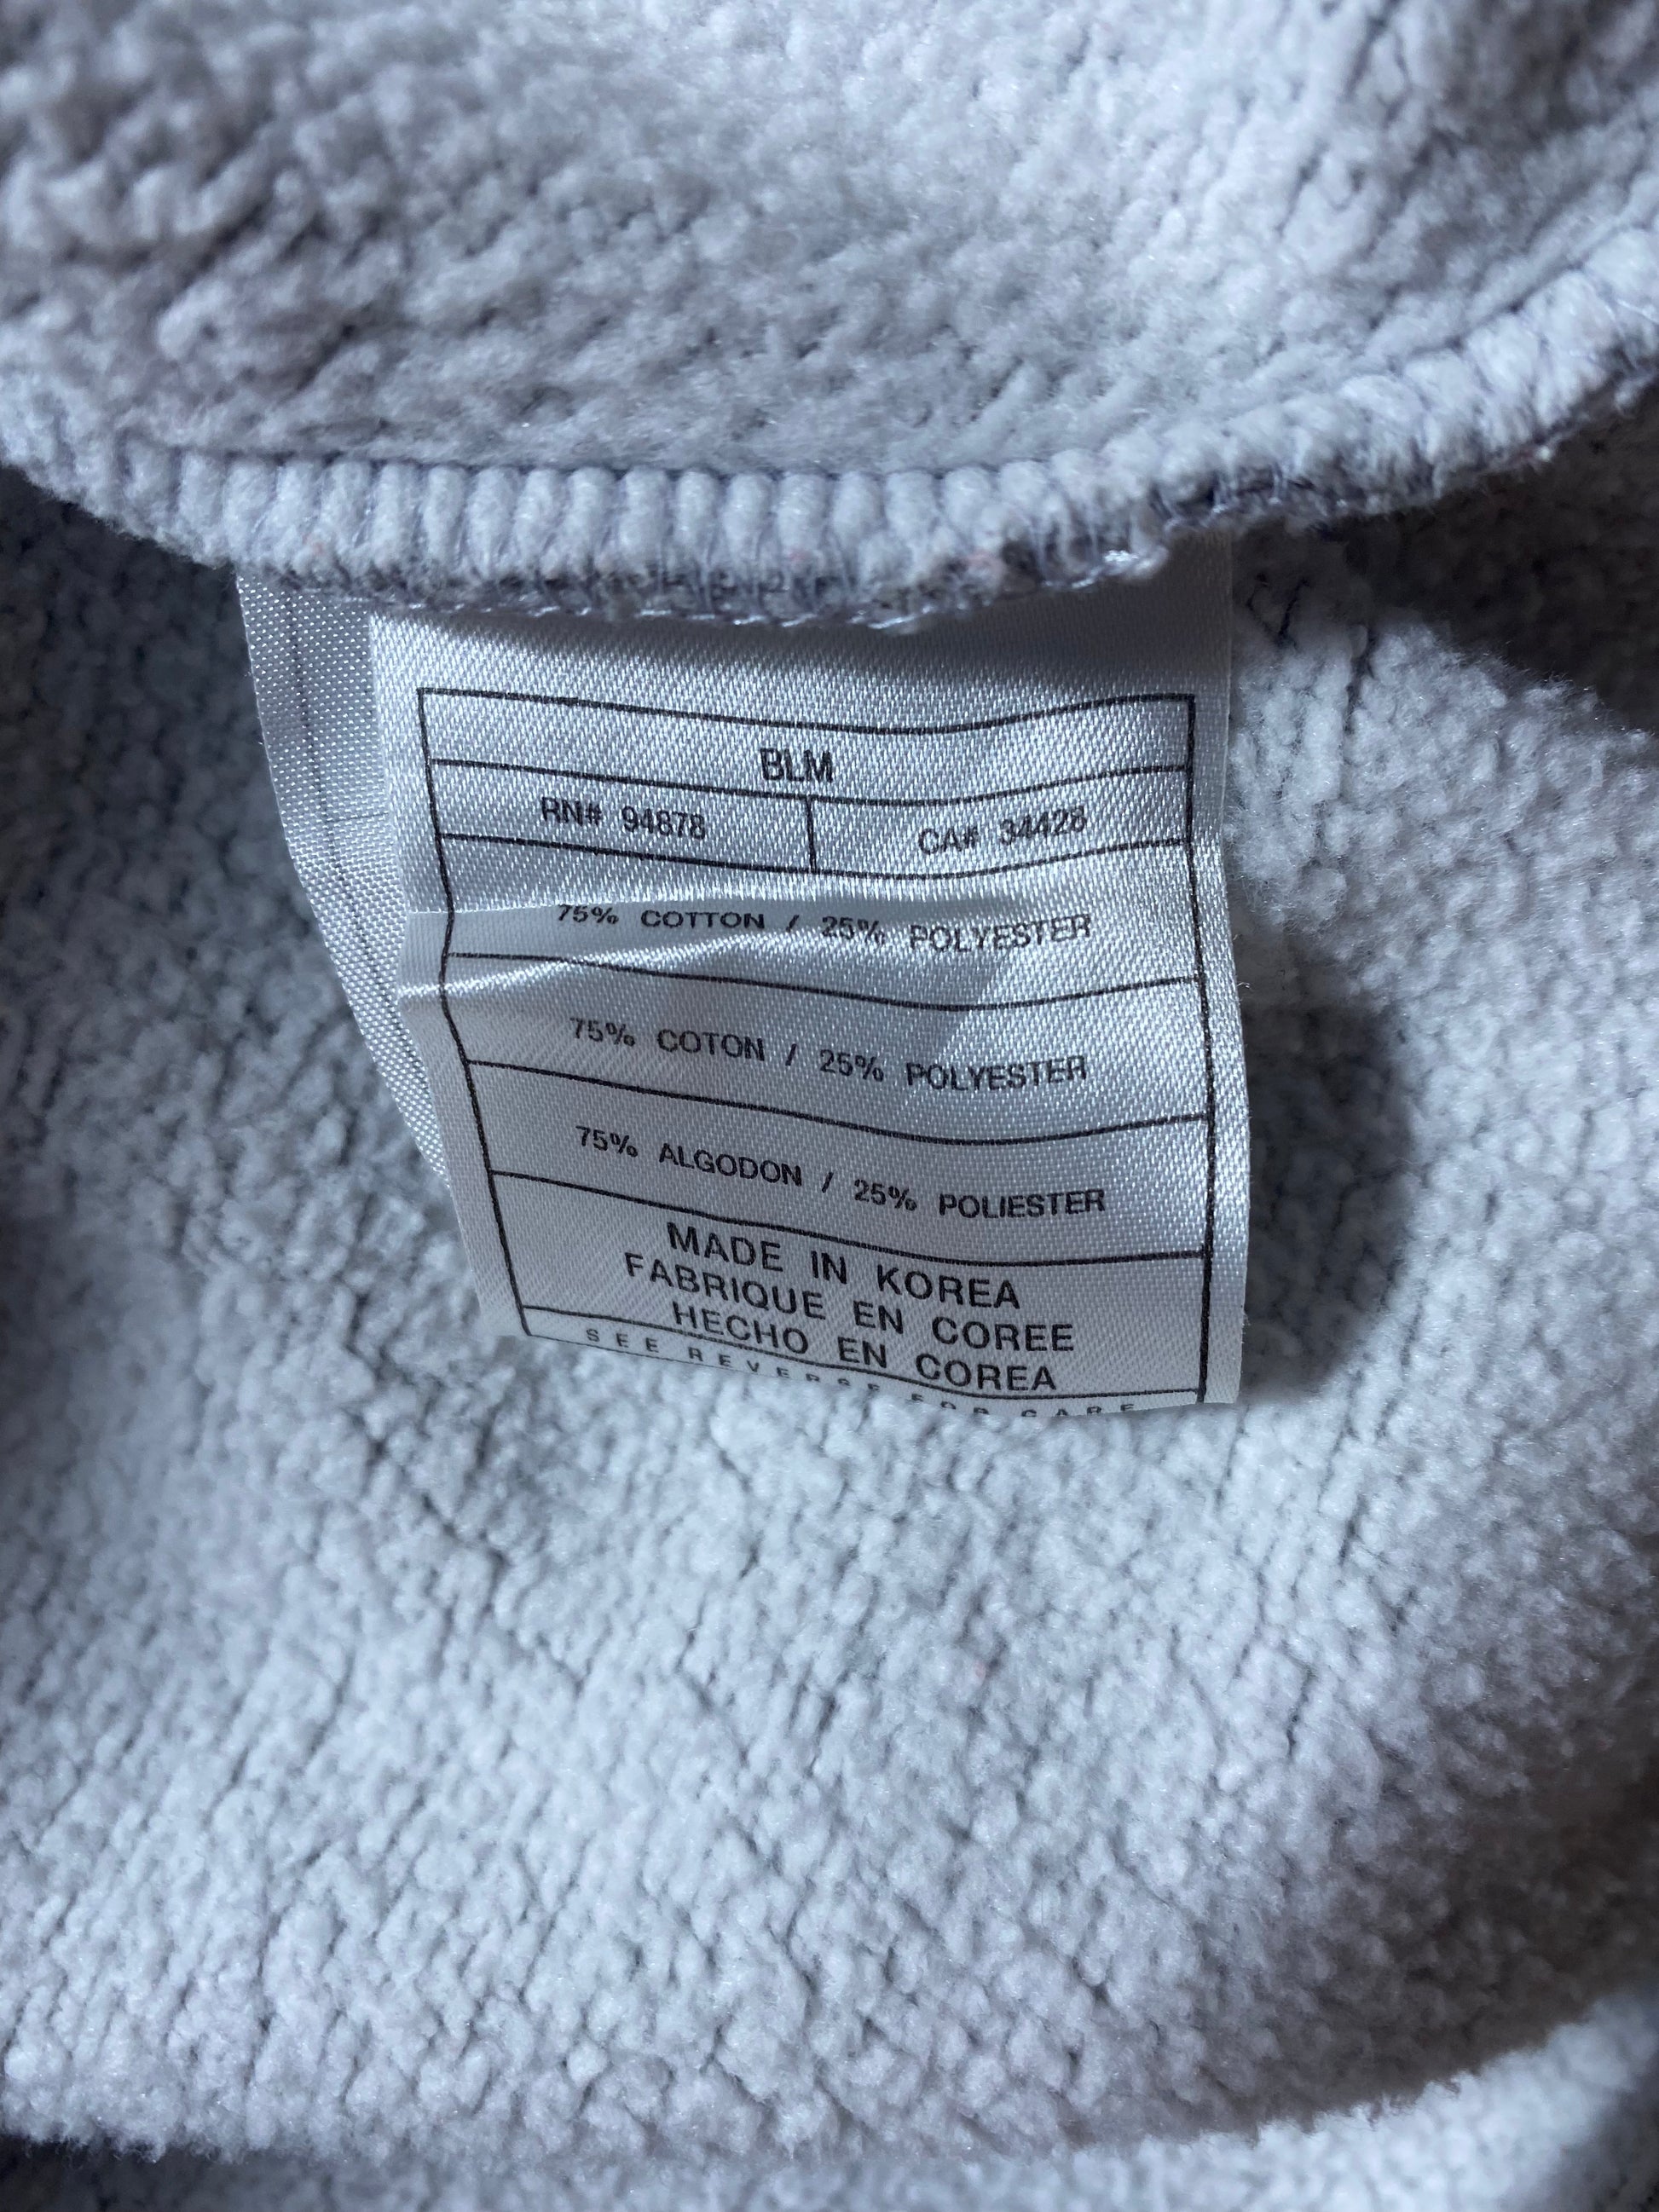 BLM
RN# 94878 CA# 34428
75% COTTON / 25% POLYESTER
75% COTON / 25% POLYESTER
75% ALGODON / 25% POLIESTER
MADE IN KOREA
FABRIQUE EN COREE
HECHO EN COREA
SEE REVERSE FOR CARE